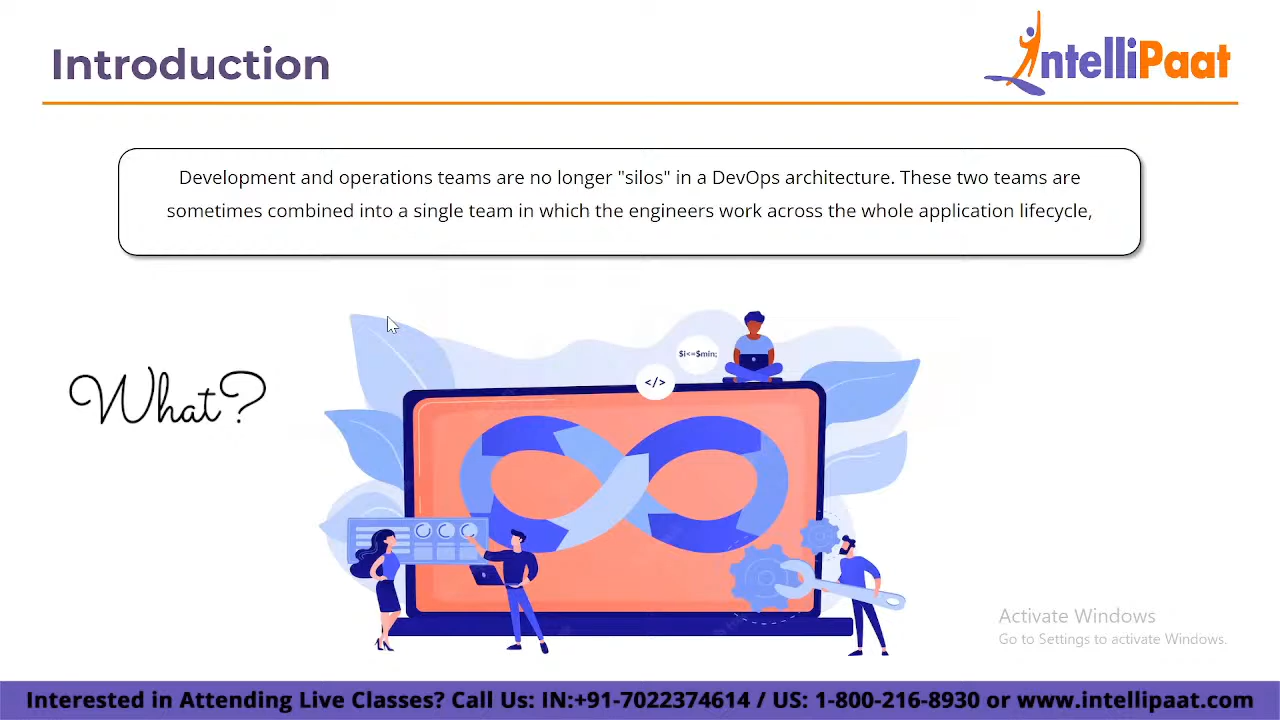 Introduction
IntelliPaat
Development and operations teams are no longer "silos" in a DevOps architecture. These two teams are
sometimes combined into a single team in which the engineers work across the whole application lifecycle,
$i<=$min;
</>
What?
Activate Windows
Go to Settings to activate Windows.
Interested in Attending Live Classes? Call Us: IN:+91-7022374614 / US: 1-800-216-8930 or www.intellipaat.com